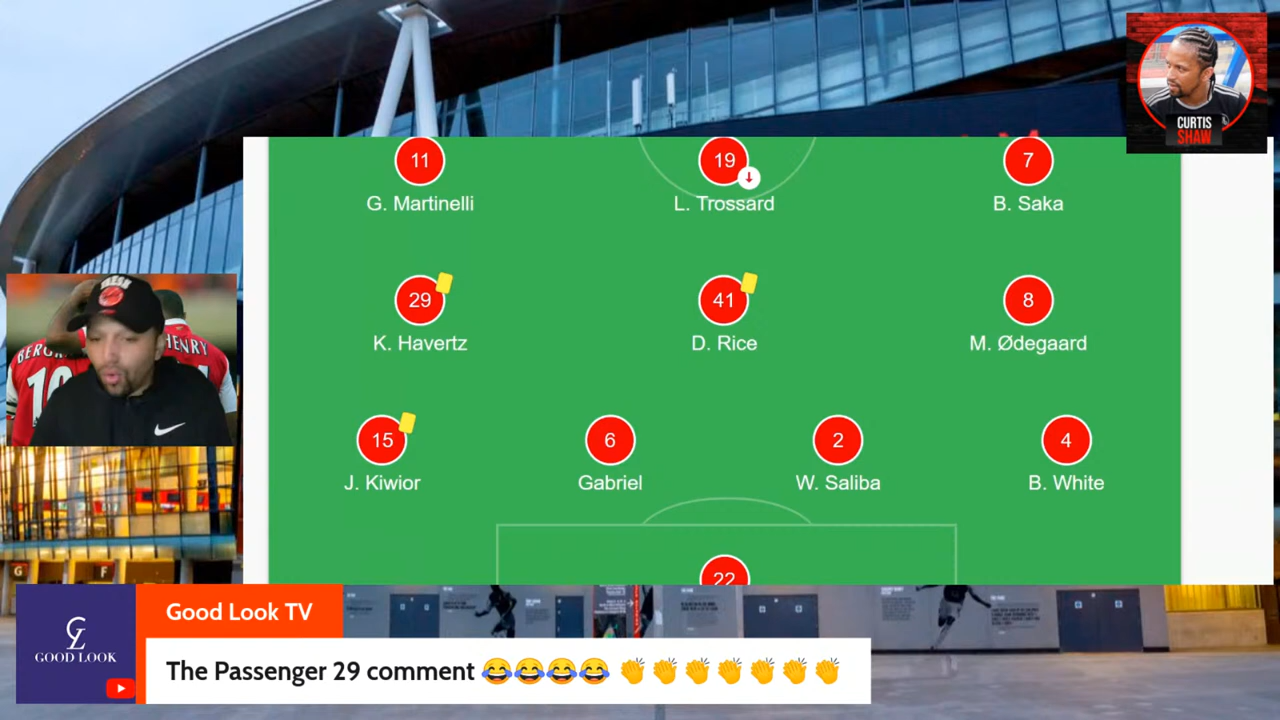 CURTIS
SHAW
11
19
7
G. Martinelli
L. Trossard
B. Saka
29
41
8
K. Havertz
D. Rice
M. Ødegaard
HENRY
15
6
2
4
J. Kiwior
Gabriel
W. Saliba
B. White
G
F
22
Good Look TV
GOOD LOOK
The Passenger 29 comment 😂😂😂😂 👏👏👏👏👏👏👏